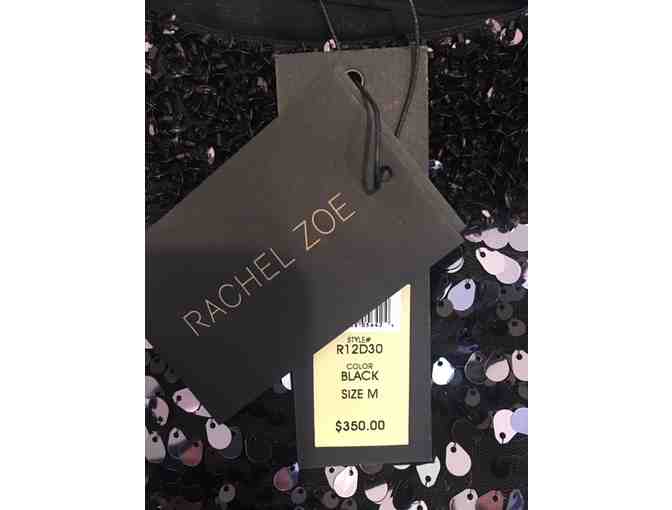 RACHEL ZOE
STYLE#
R12D30
COLOR
BLACK
SIZE M
$350.00